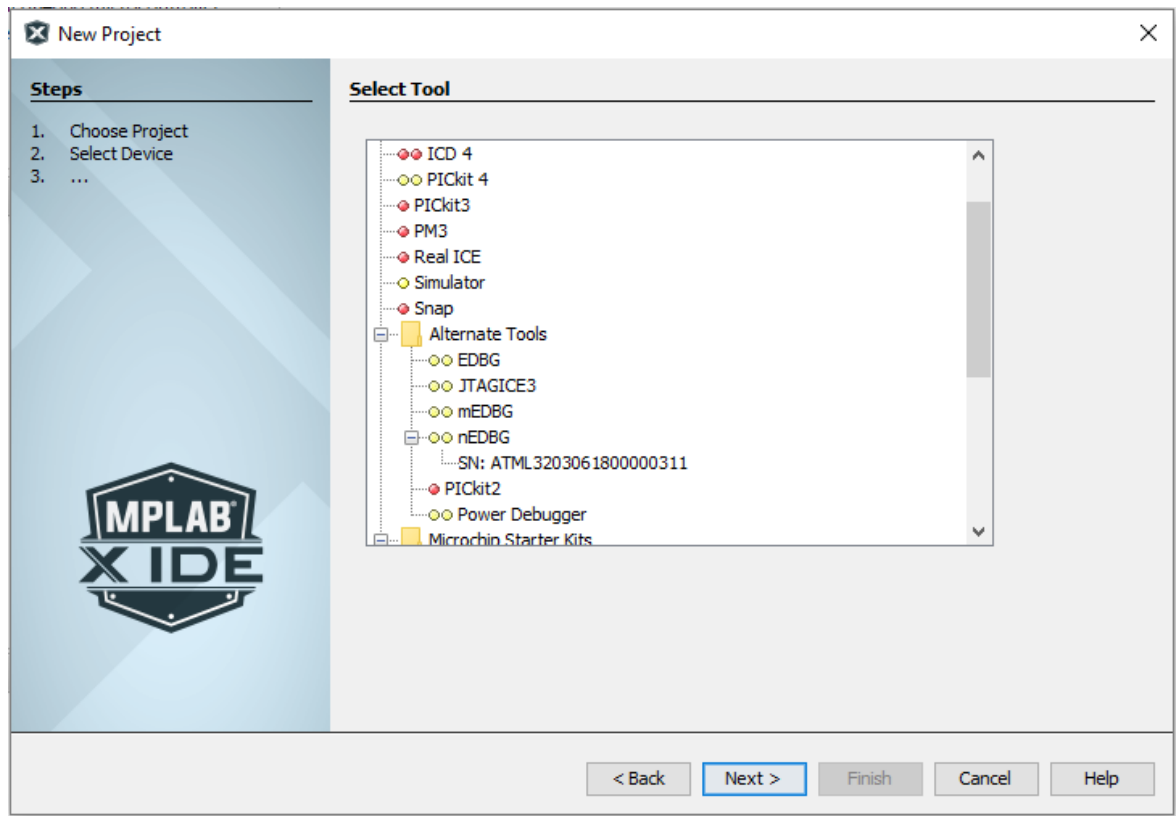 New Project
Steps
1. Choose Project
2. Select Device
3. ...
MPLAB®
X IDE
Select Tool
ICD 4
PICkit 4
PICkit3
PM3
Real ICE
Simulator
Snap
Alternate Tools
EDBG
JTAGICE3
mEDBG
nEDBG
SN: ATML3203061800000311
PICkit2
Power Debugger
Microchip Starter Kits
< Back Next > Finish Cancel Help